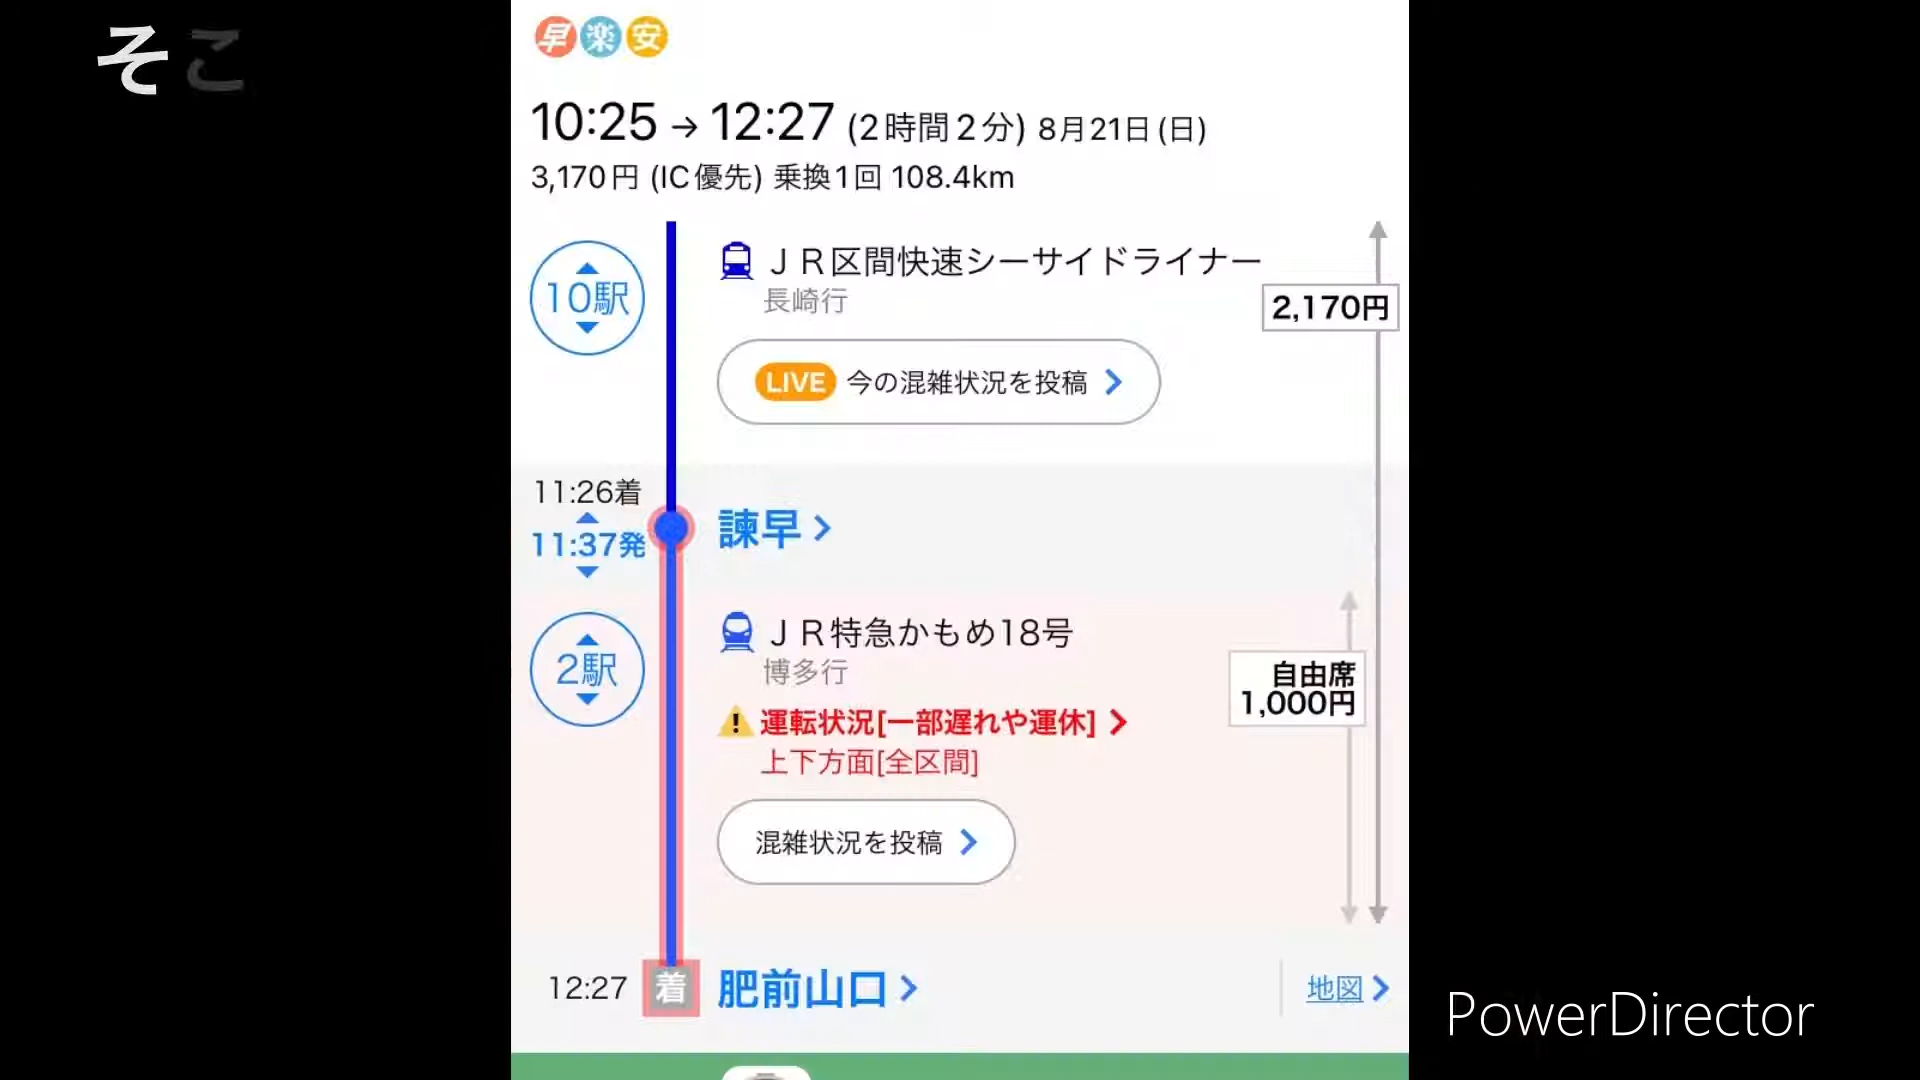 そこ
早楽安
10:25→12:27 (2時間2分) 8月21日(日)
3,170円 (IC優先) 乗換1回 108.4km
10駅
ＪＲ区間快速シーサイドライナー
長崎行
2,170円
LIVE 今の混雑状況を投稿
11:26着
11:37発
諫早
2駅
ＪＲ特急かもめ18号
博多行
自由席
1,000円
運転状況[一部遅れや運休]
上下方面[全区間]
混雑状況を投稿
12:27 着 肥前山口
地図
PowerDirector